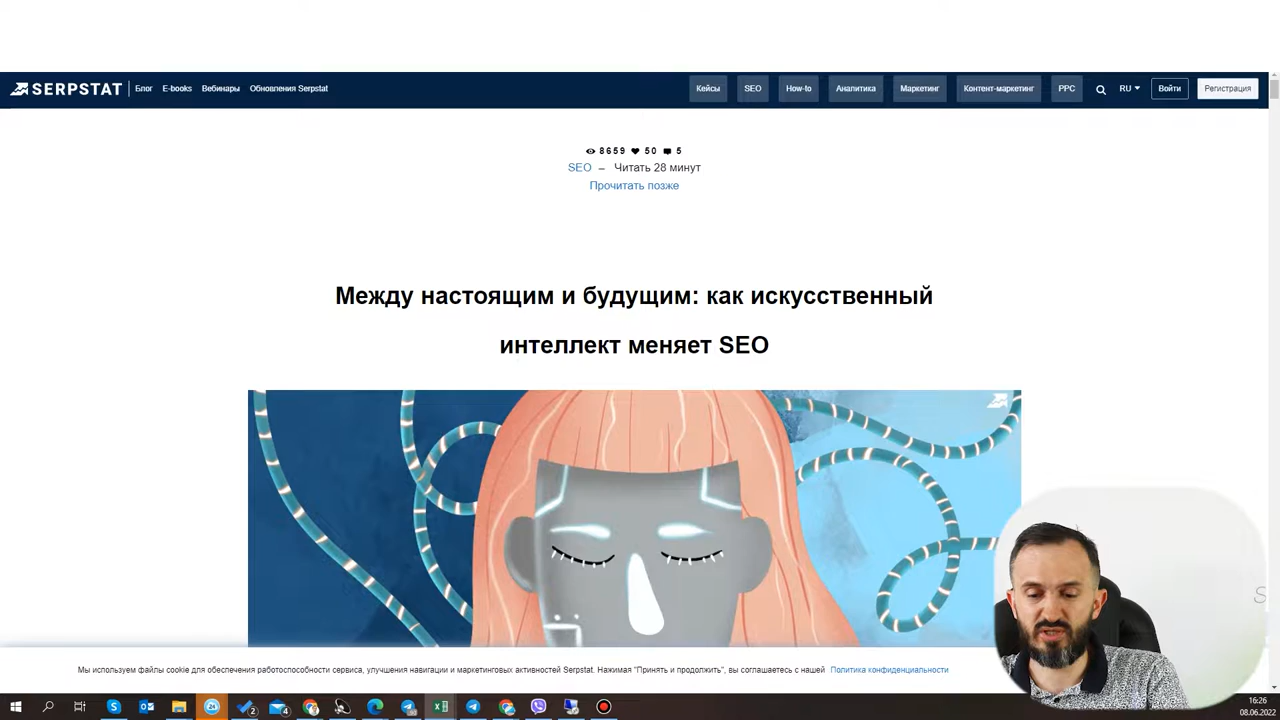 SERPSTAT Блог E-books Вебинары Обновления Serpstat Кейсы SEO How-to Аналитика Маркетинг Контент-маркетинг PPC RU Войти Регистрация
8659 50 5
SEO – Читать 28 минут
Прочитать позже
Между настоящим и будущим: как искусственный
интеллект меняет SEO
Мы используем файлы cookie для обеспечения работоспособности сервиса, улучшения навигации и маркетинговых активностей Serpstat. Нажимая "Принять и продолжить", вы соглашаетесь с нашей Политика конфиденциальности
24 2 4
16:26
08.06.2022